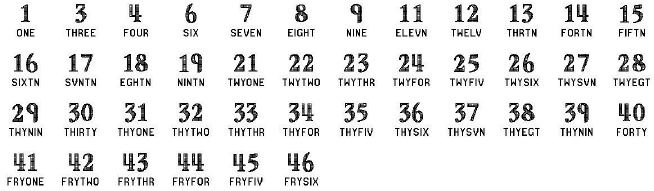 1 3 4 6 7 8 9 11 12 13 14 15
ONE THREE FOUR SIX SEVEN EIGHT NINE ELEVN TWELV THRTN FORTN FIFTN
16 17 18 19 21 22 23 24 25 26 27 28
SIXTN SVNTN EGHTN NINTN TWYONE TWYTWO TWYTHR TWYFOR TWYFIV TWYSIX TWYSVN TWYEGT
29 30 31 32 33 34 35 36 37 38 39 40
TWYNIN THIRTY THYONE THYTWO THYTHR THYFOR THYFIV THYSIX THYSVN THYEGT THYNIN FORTY
41 42 43 44 45 46
FRYONE FRYTWO FRYTHR FRYFOR FRYFIV FRYSIX